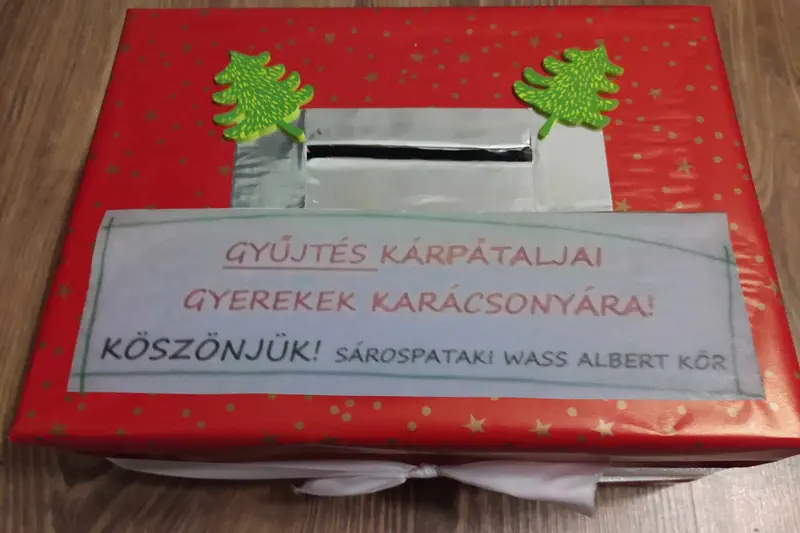 GYŰJTÉS KÁRPÁTALJAI
GYEREKEK KARÁCSONYÁRA!
KÖSZÖNJÜK! SÁROSPATAKI WASS ALBERT KÖR